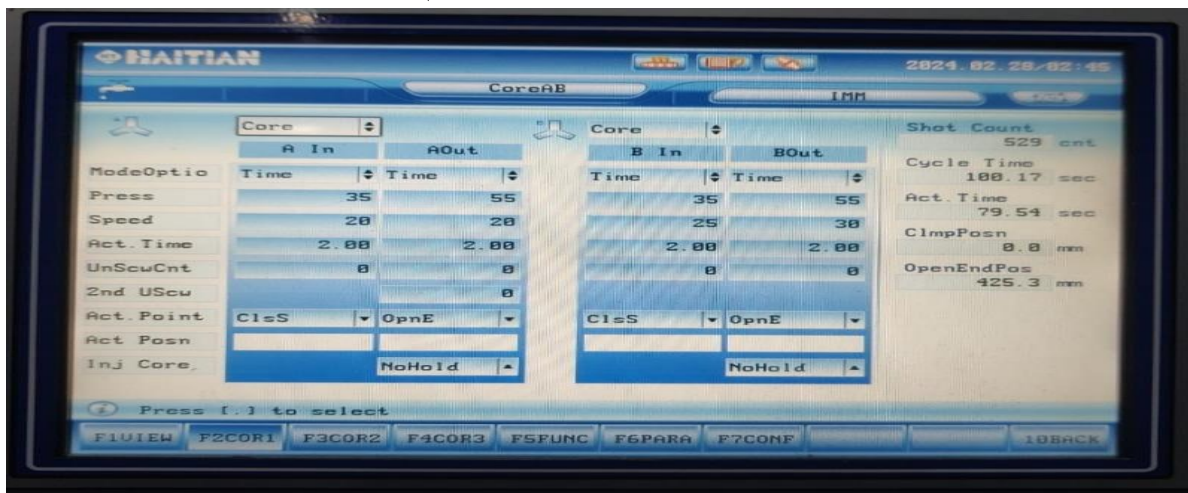 HAITIAN
2024.02.28/02:45
CoreAB
IMM
Core Core
A In AOut B In BOut
ModeOptio Time Time Time Time
Press 35 55 35 55
Speed 20 20 25 30
Act.Time 2.00 2.00 2.00 2.00
UnScwCnt 0 0 0 0
2nd UScw 0
Act.Point ClsS OpnE ClsS OpnE
Act Posn
Inj Core, NoHold NoHold
Shot Count
529 cnt
Cycle Time
100.17 sec
Act.Time
79.54 sec
ClmpPosn
0.0 mm
OpenEndPos
425.3 mm
Press [.] to select
F1VIEW F2COR1 F3COR2 F4COR3 F5FUNC F6PARA F7CONF 10BACK